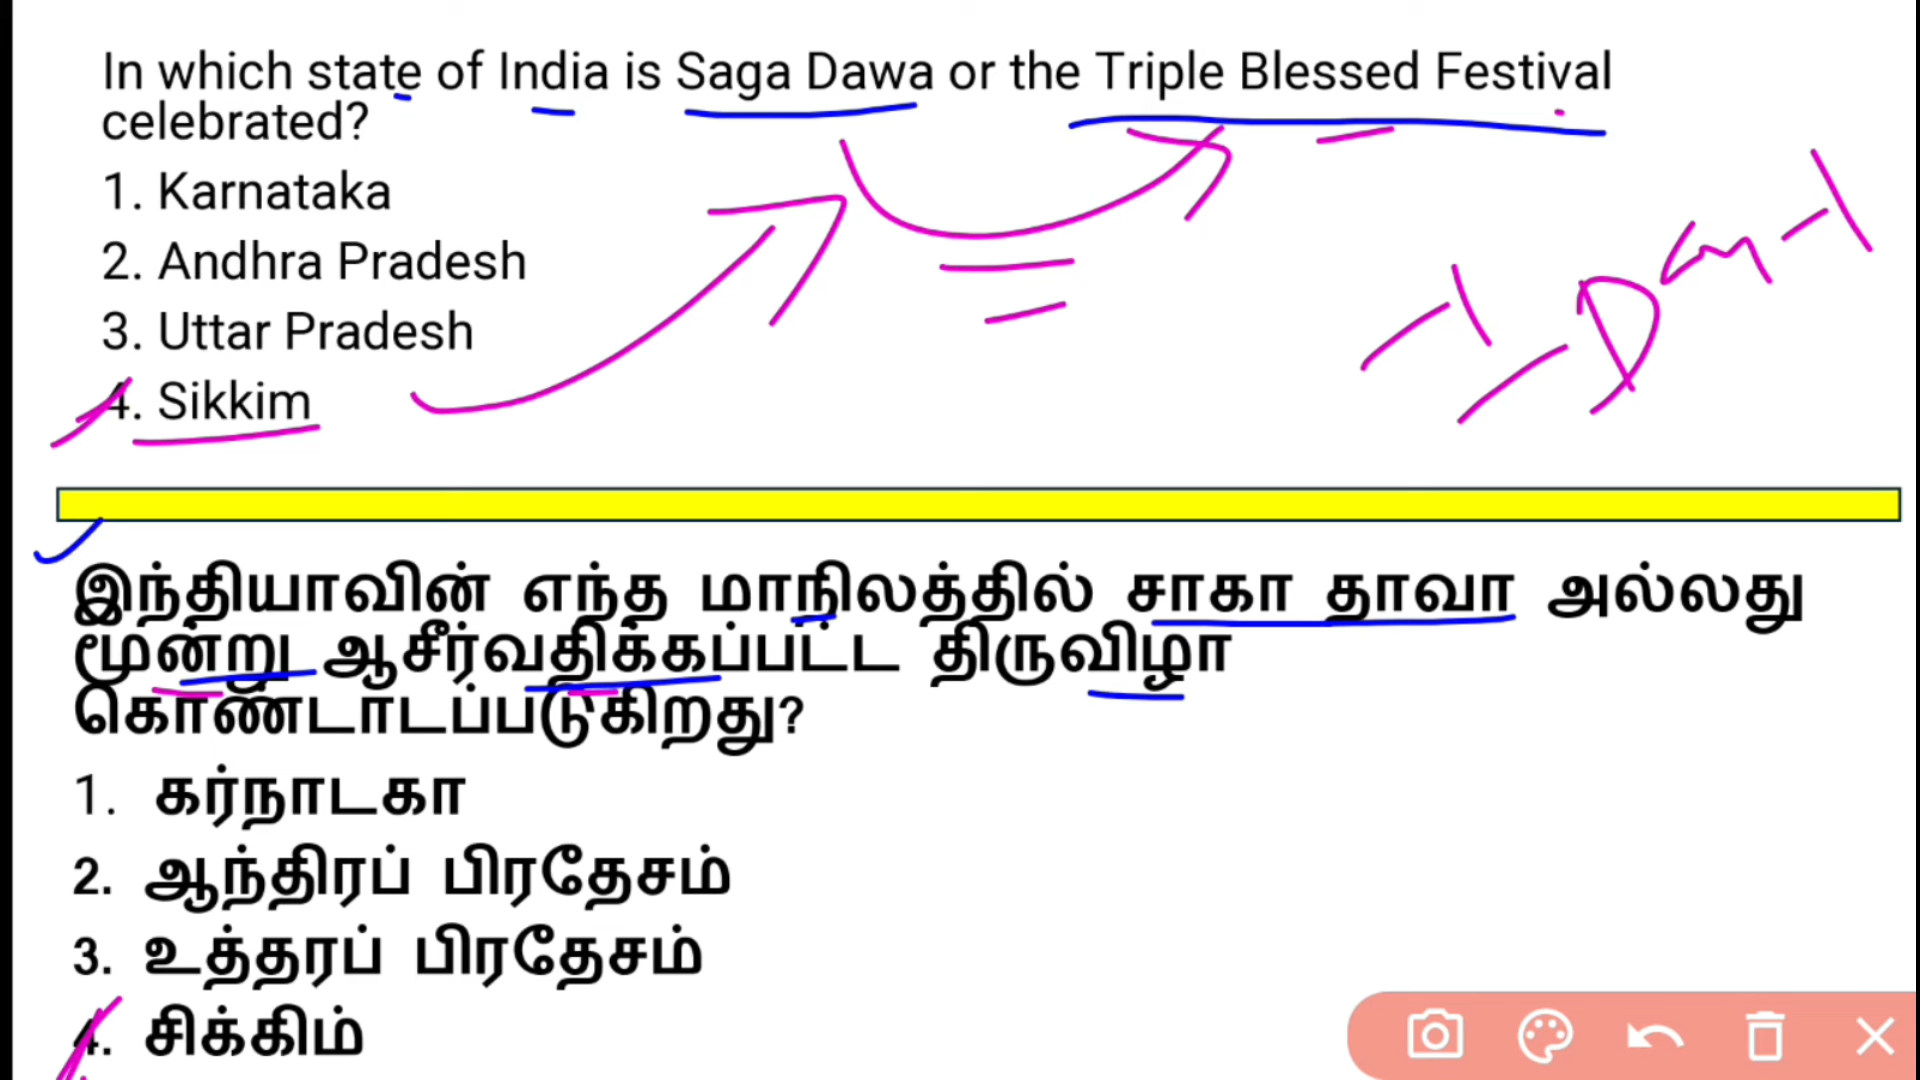 In which state of India is Saga Dawa or the Triple Blessed Festival
celebrated?
1. Karnataka
2. Andhra Pradesh
3. Uttar Pradesh
4. Sikkim
இந்தியாவின் எந்த மாநிலத்தில் சாகா தாவா அல்லது
மூன்று ஆசீர்வதிக்கப்பட்ட திருவிழா
கொண்டாடப்படுகிறது?
1. கர்நாடகா
2. ஆந்திரப் பிரதேசம்
3. உத்தரப் பிரதேசம்
4. சிக்கிம்